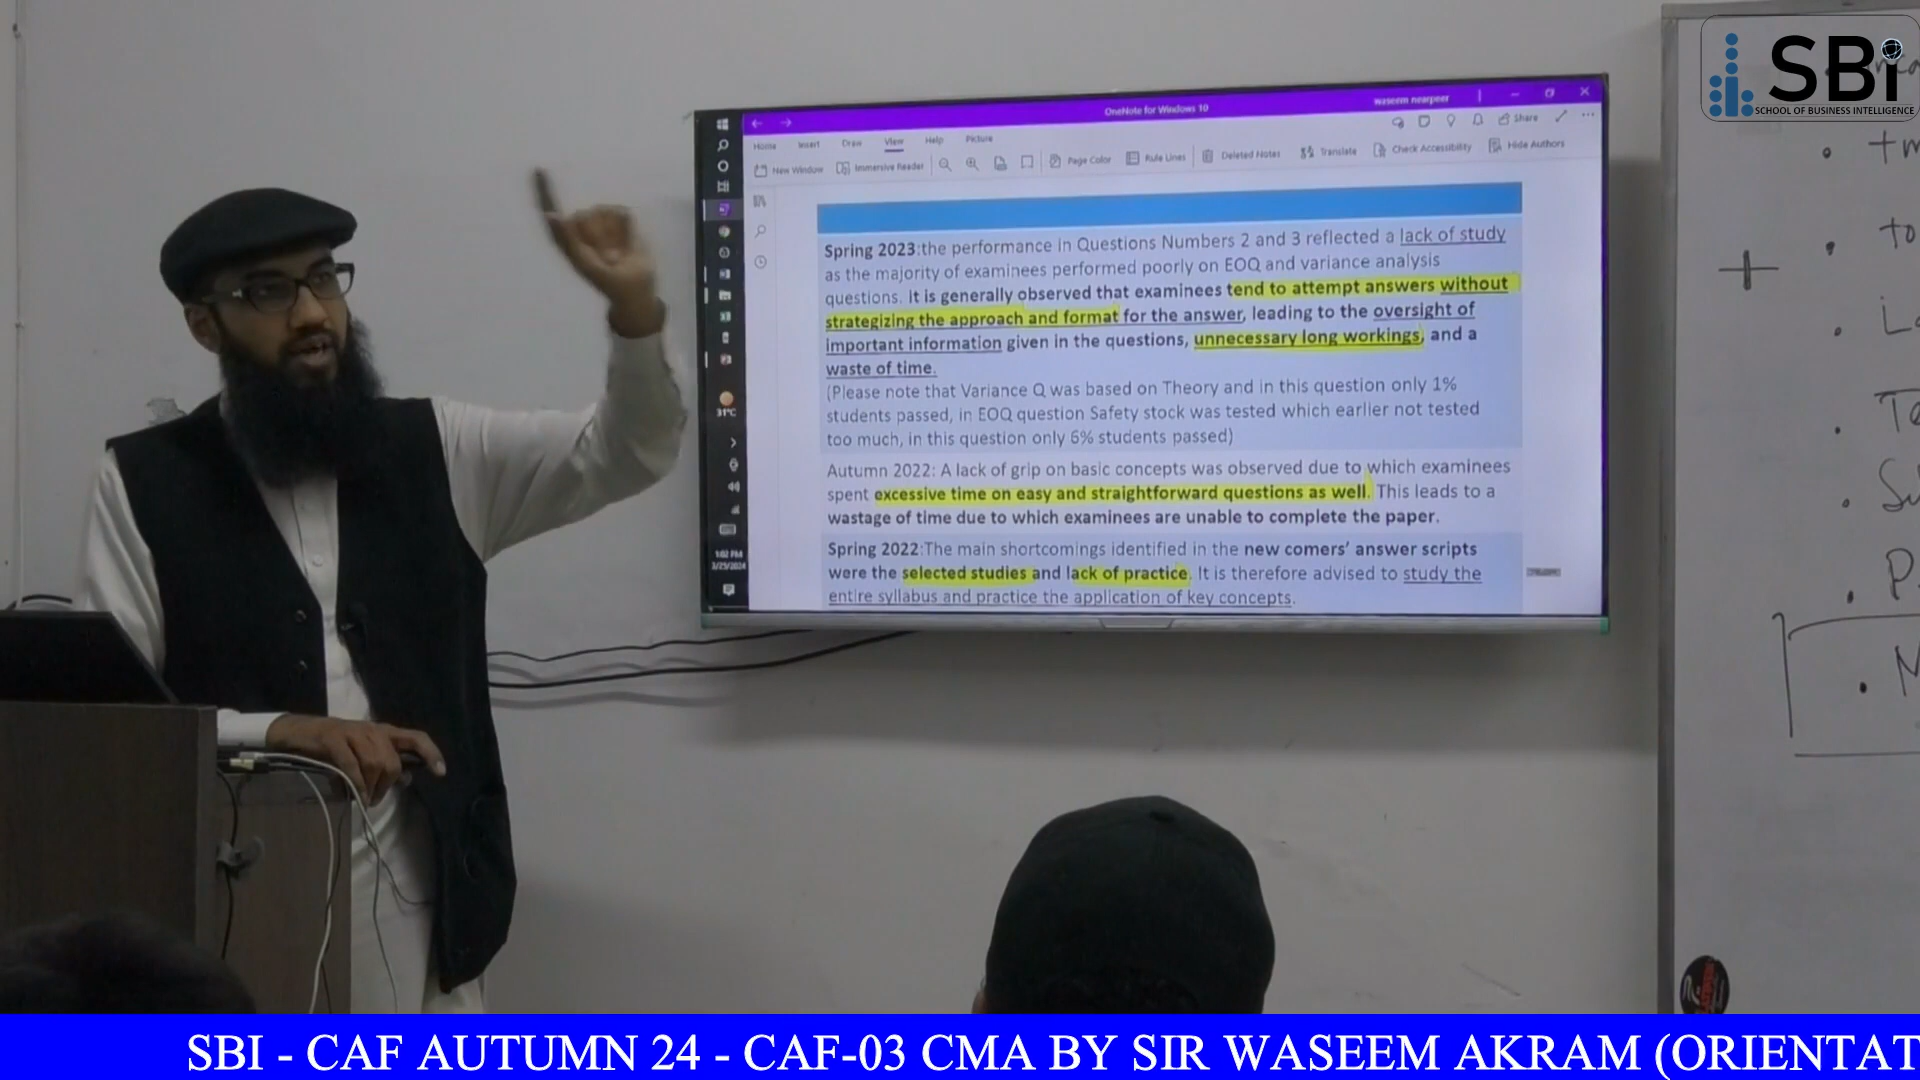 SBi
SCHOOL OF BUSINESS INTELLIGENCE
OneNote for Windows 10
waseem nearpeer
Home Insert Draw View Help Picture
Share
New Window Immersive Reader Page Color Rule Lines Deleted Notes Translate Check Accessibility Hide Authors
Spring 2023:the performance in Questions Numbers 2 and 3 reflected a lack of study
as the majority of examinees performed poorly on EOQ and variance analysis
questions. It is generally observed that examinees tend to attempt answers without
strategizing the approach and format for the answer, leading to the oversight of
important information given in the questions, unnecessary long workings, and a
waste of time.
(Please note that Variance Q was based on Theory and in this question only 1%
students passed, in EOQ question Safety stock was tested which earlier not tested
too much, in this question only 6% students passed)
Autumn 2022: A lack of grip on basic concepts was observed due to which examinees
spent excessive time on easy and straightforward questions as well. This leads to a
wastage of time due to which examinees are unable to complete the paper.
Spring 2022:The main shortcomings identified in the new comers' answer scripts
were the selected studies and lack of practice. It is therefore advised to study the
entire syllabus and practice the application of key concepts.
31°C
1:02 PM
3/25/2024
+
SBI - CAF AUTUMN 24 - CAF-03 CMA BY SIR WASEEM AKRAM (ORIENTAT